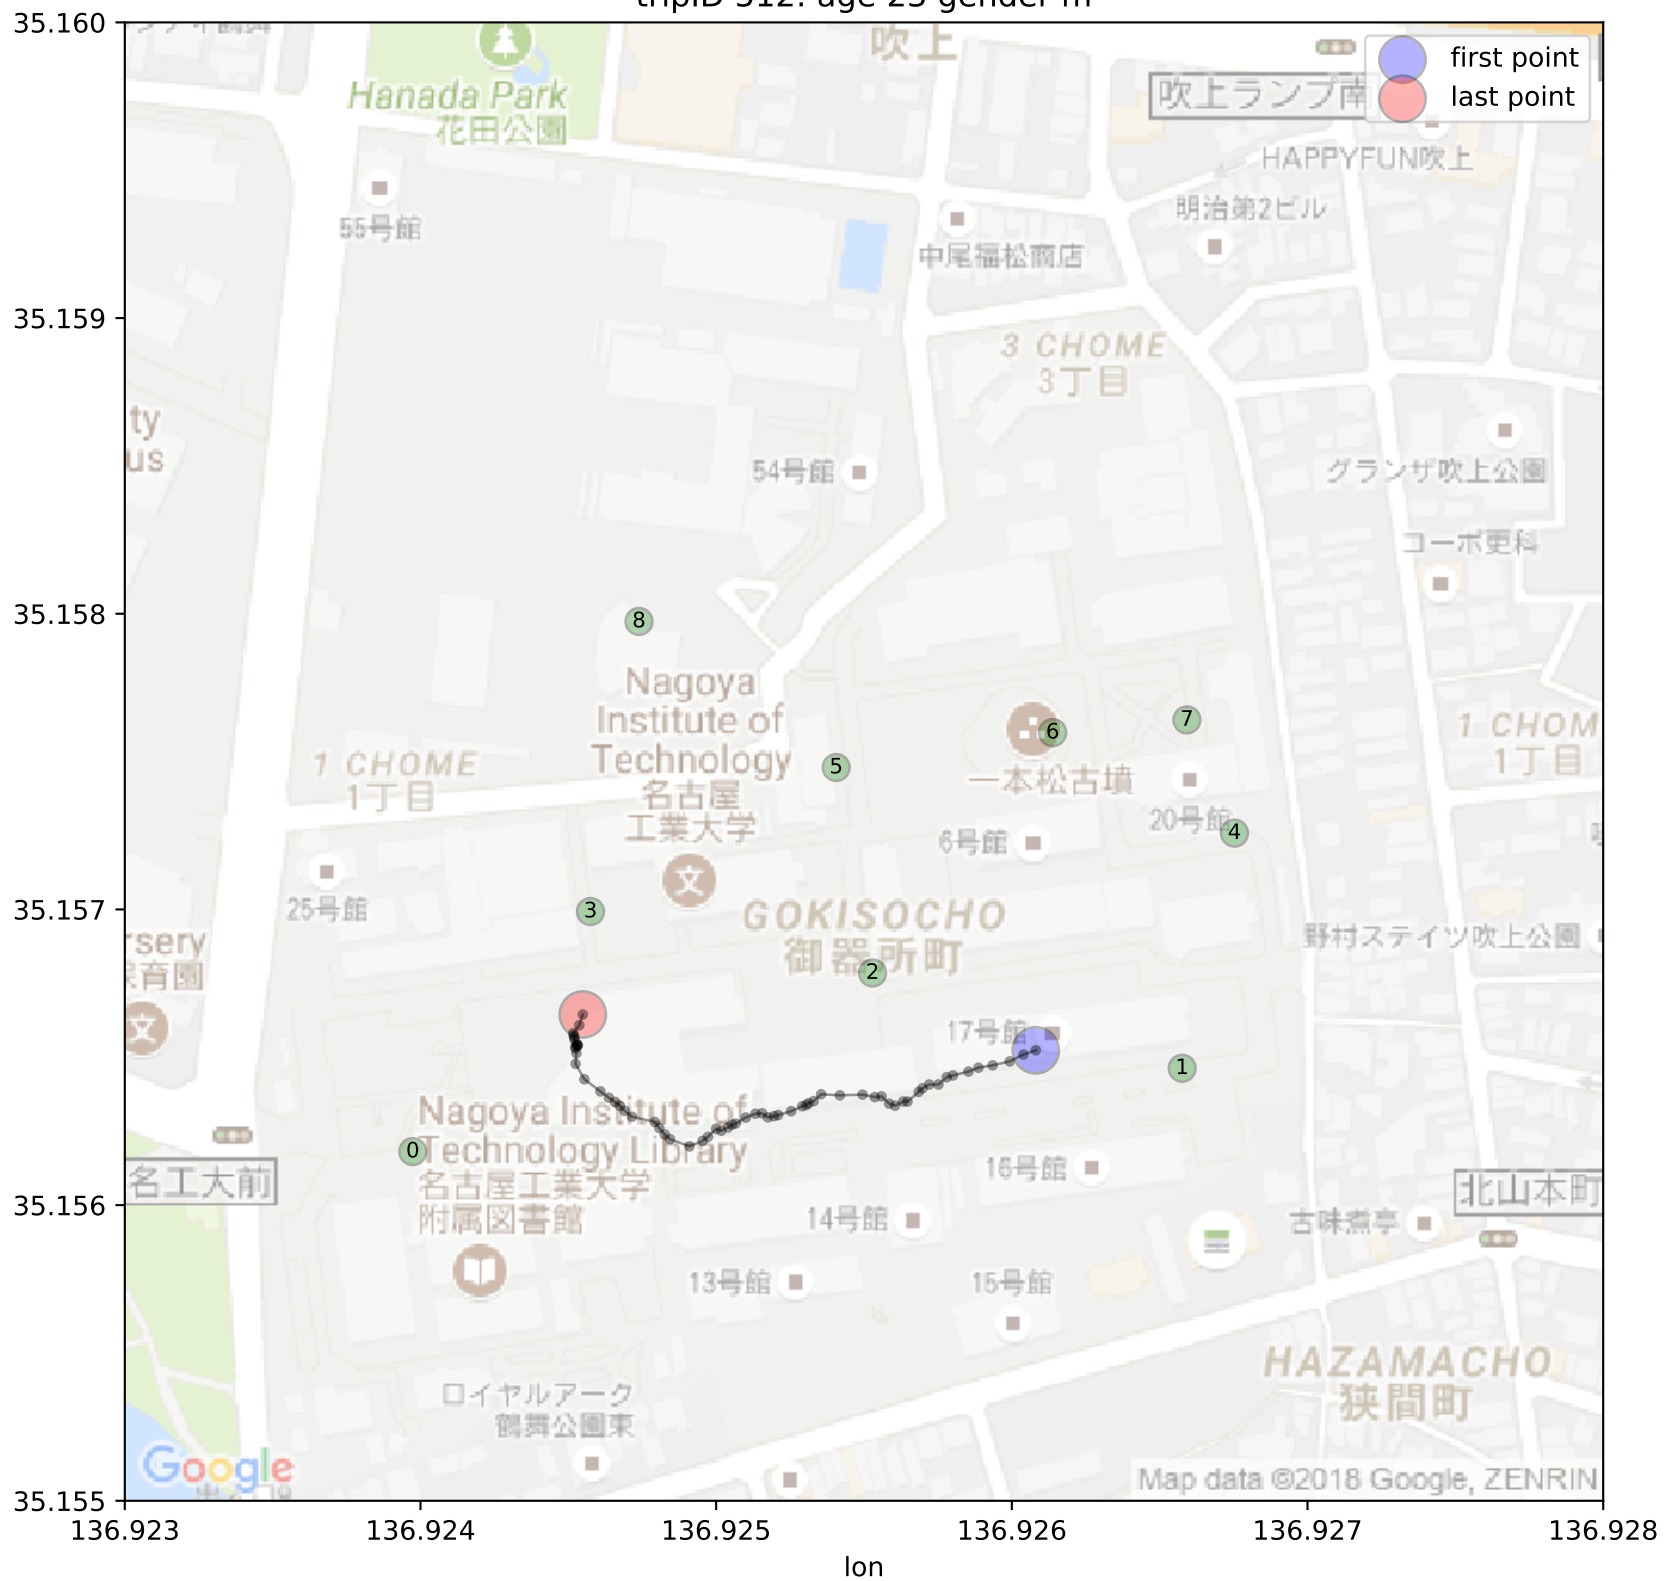 35.160
35.159
35.158
35.157
35.156
35.155
136.923
136.924
136.925
136.926
136.927
136.928
lon
first point
last point
吹上
Hanada Park
花田公園
吹上ランプ南
HAPPYFUN吹上
明治第2ビル
55号館
中尾福松商店
3 CHOME
3丁目
ty
us
54号館
グランザ吹上公園
コーポ更科
8
Nagoya
Institute of
Technology
名古屋
工業大学
7
6
5
1 CHOME
1丁目
一本松古墳
1 CHOM
1丁目
20号館
4
6号館
25号館
3
GOKISOCHO
御器所町
2
野村ステイツ吹上公園
rsery
育園
17号館
1
Nagoya Institute of
Technology Library
名古屋工業大学
附属図書館
0
名工大前
16号館
北山本町
14号館
古味煮亭
13号館
15号館
HAZAMACHO
狭間町
ロイヤルアーク
鶴舞公園東
Google
Map data ©2018 Google, ZENRIN